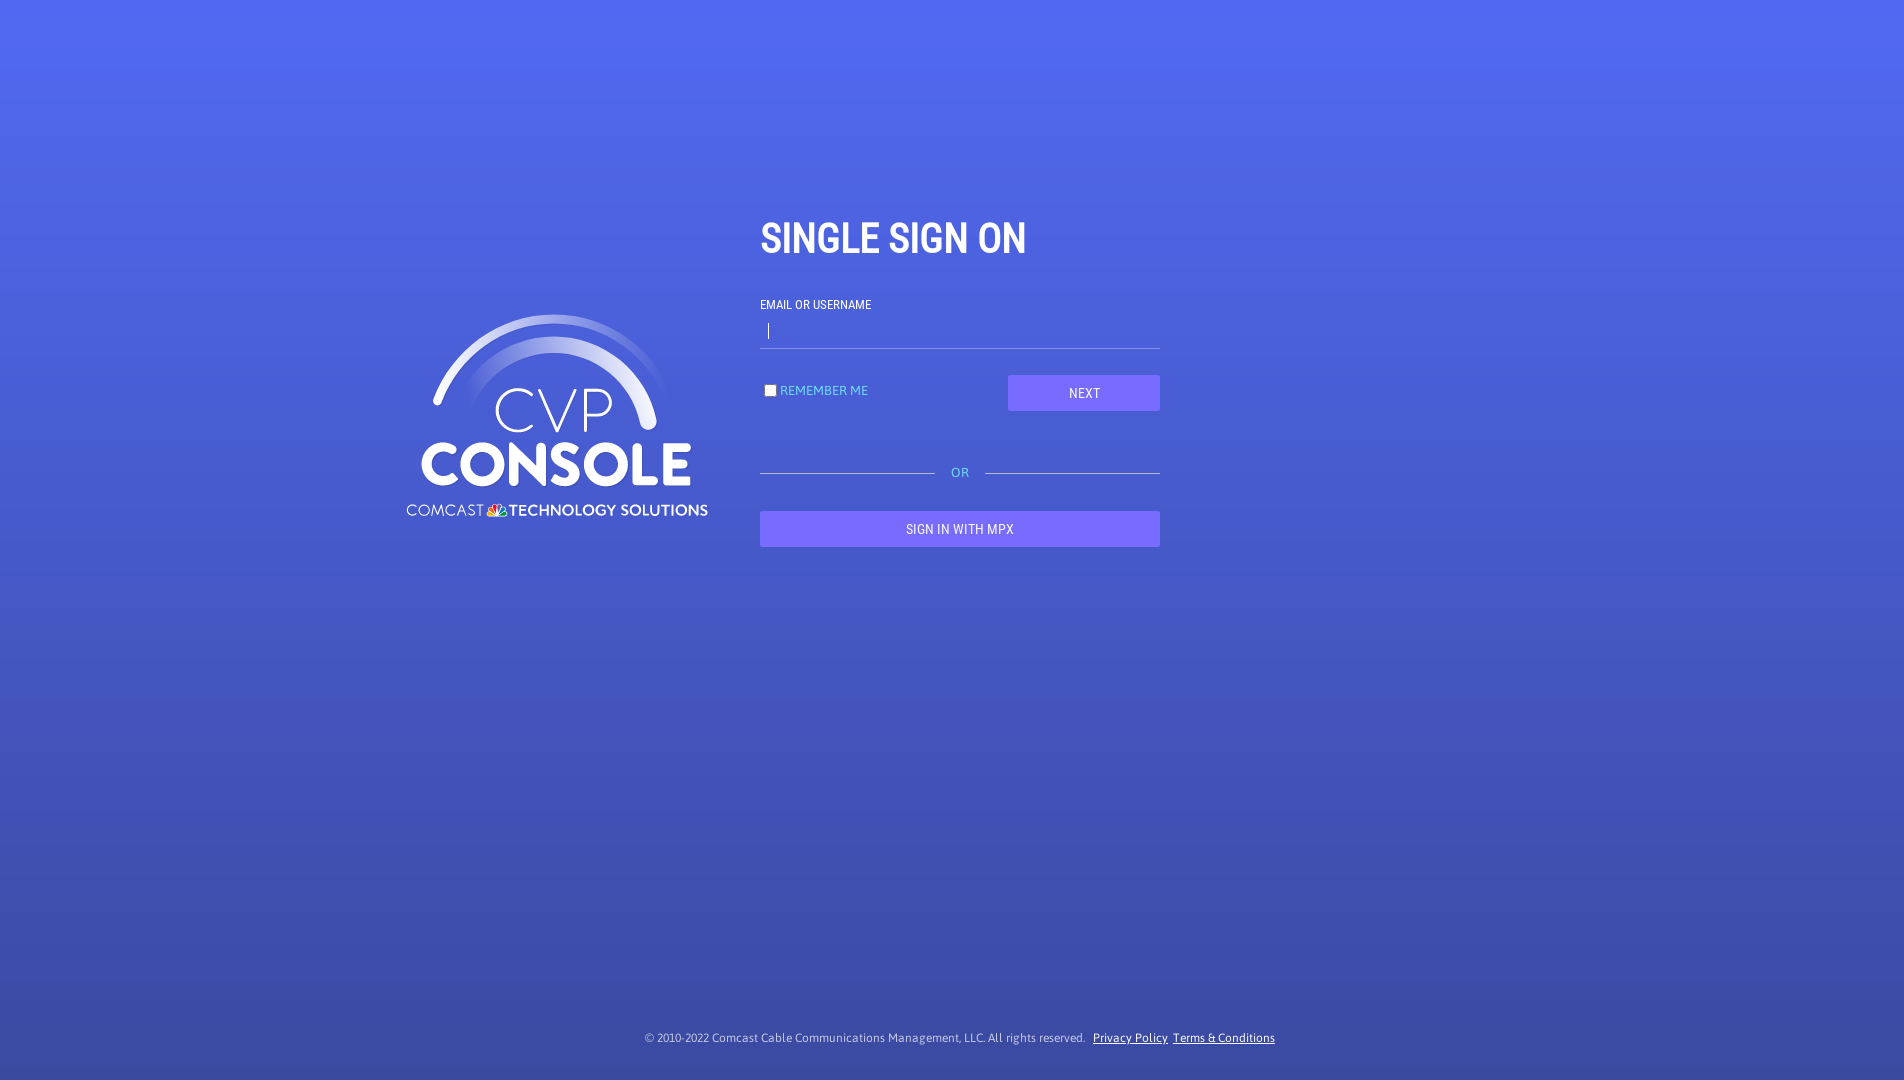 SINGLE SIGN ON
EMAIL OR USERNAME
REMEMBER ME
NEXT
CVP
CONSOLE
COMCAST TECHNOLOGY SOLUTIONS
OR
SIGN IN WITH MPX
© 2010-2022 Comcast Cable Communications Management, LLC. All rights reserved. Privacy Policy Terms & Conditions